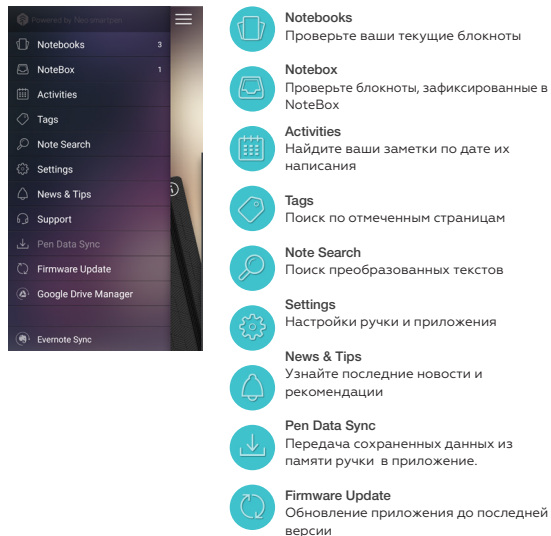 Powered by Neo smartpen
Notebooks 3
NoteBox 1
Activities
Tags
Note Search
Settings
News & Tips
Support
Pen Data Sync
Firmware Update
Google Drive Manager
Evernote Sync
Notebooks
Проверьте ваши текущие блокноты
Notebox
Проверьте блокноты, зафиксированные в
NoteBox
Activities
Найдите ваши заметки по дате их
написания
Tags
Поиск по отмеченным страницам
Note Search
Поиск преобразованных текстов
Settings
Настройки ручки и приложения
News & Tips
Узнайте последние новости и
рекомендации
Pen Data Sync
Передача сохраненных данных из
памяти ручки в приложение.
Firmware Update
Обновление приложения до последней
версии